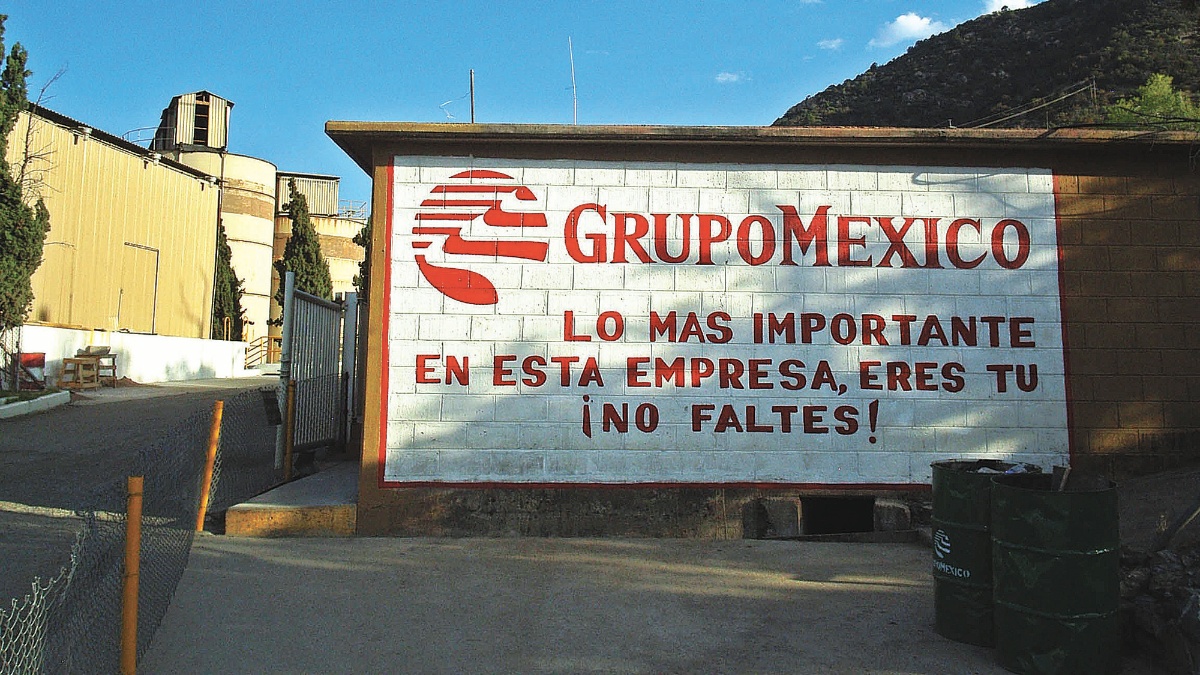 GRUPOMEXICO
LO MAS IMPORTANTE
EN ESTA EMPRESA, ERES TU
¡NO FALTES!
GRUPOMEXICO